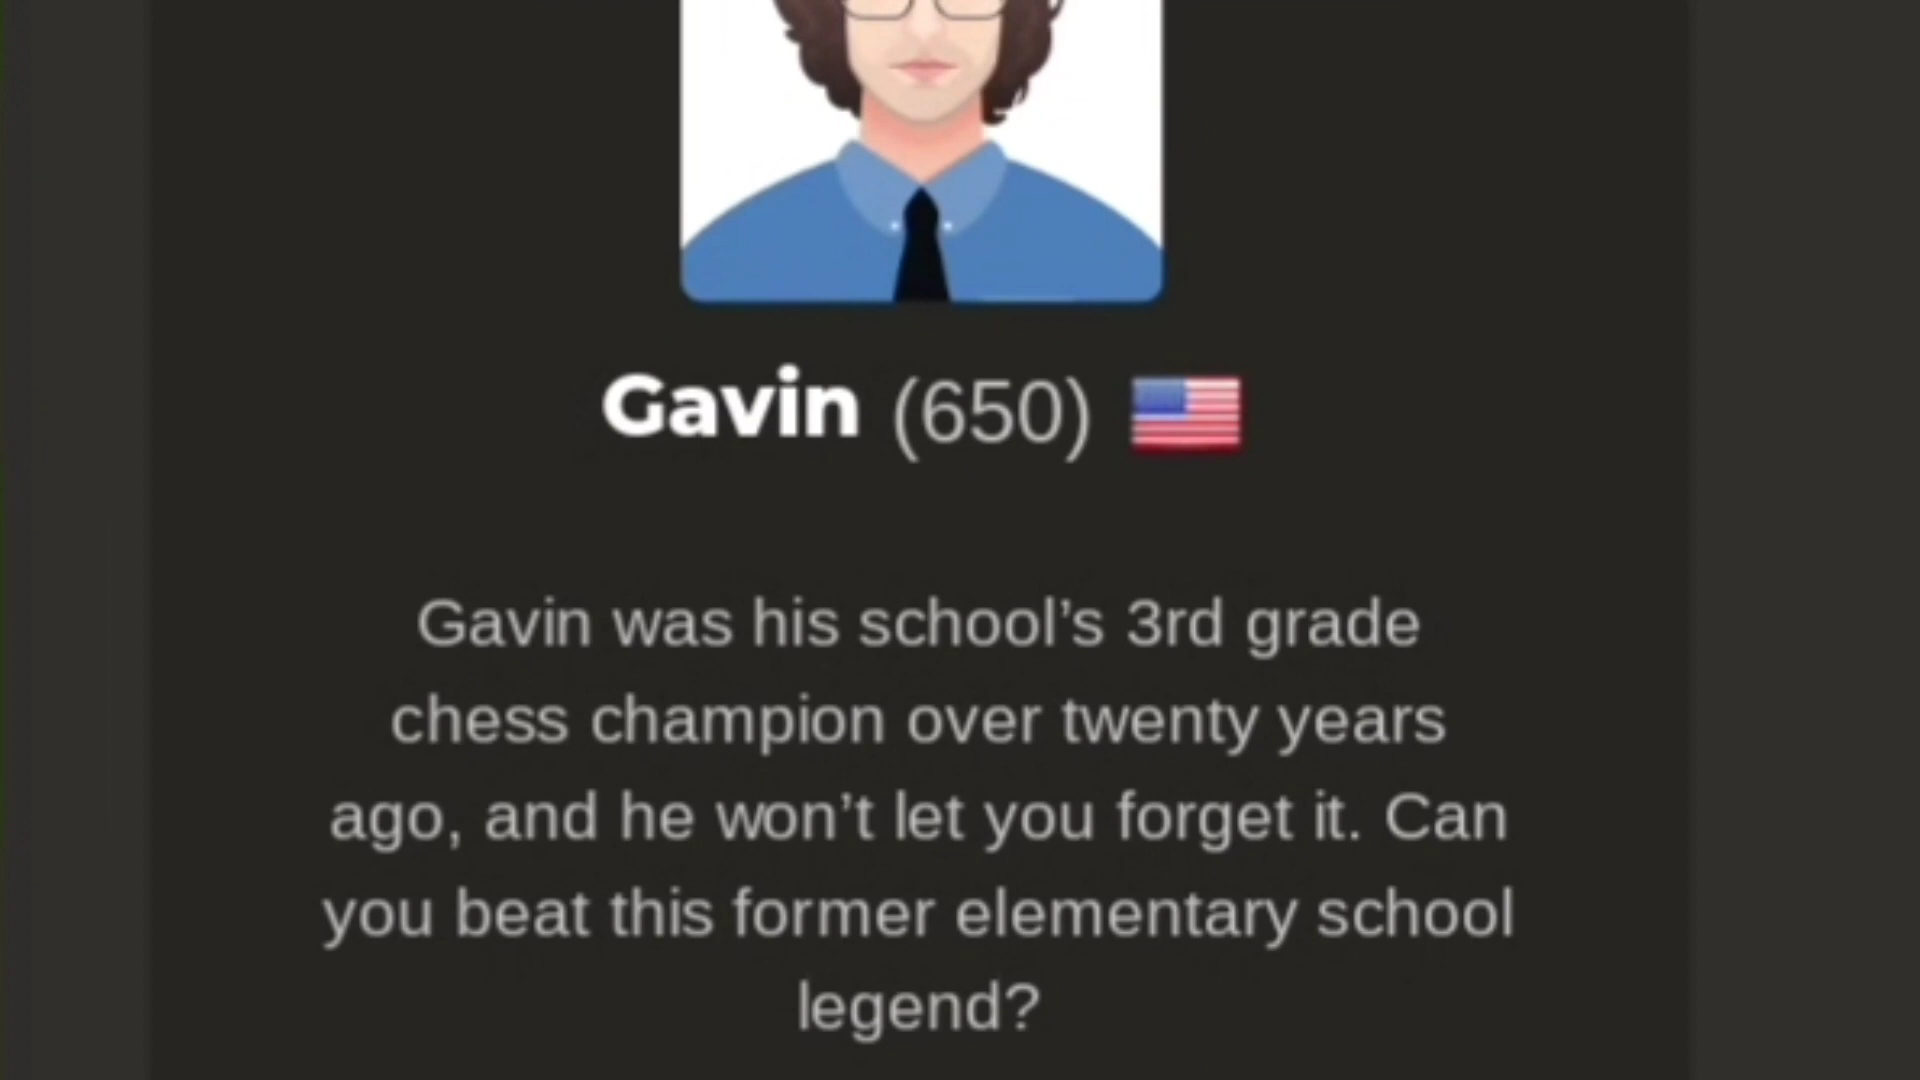 Gavin (650)
Gavin was his school’s 3rd grade
chess champion over twenty years
ago, and he won’t let you forget it. Can
you beat this former elementary school
legend?